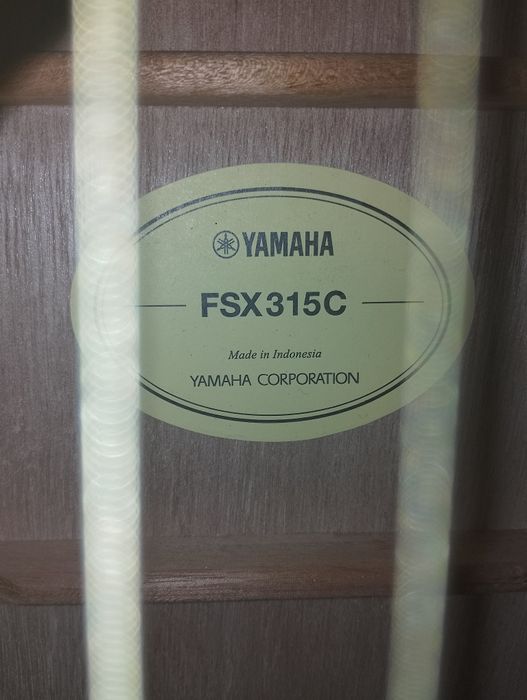 YAMAHA
FSX315C
Made in Indonesia
YAMAHA CORPORATION